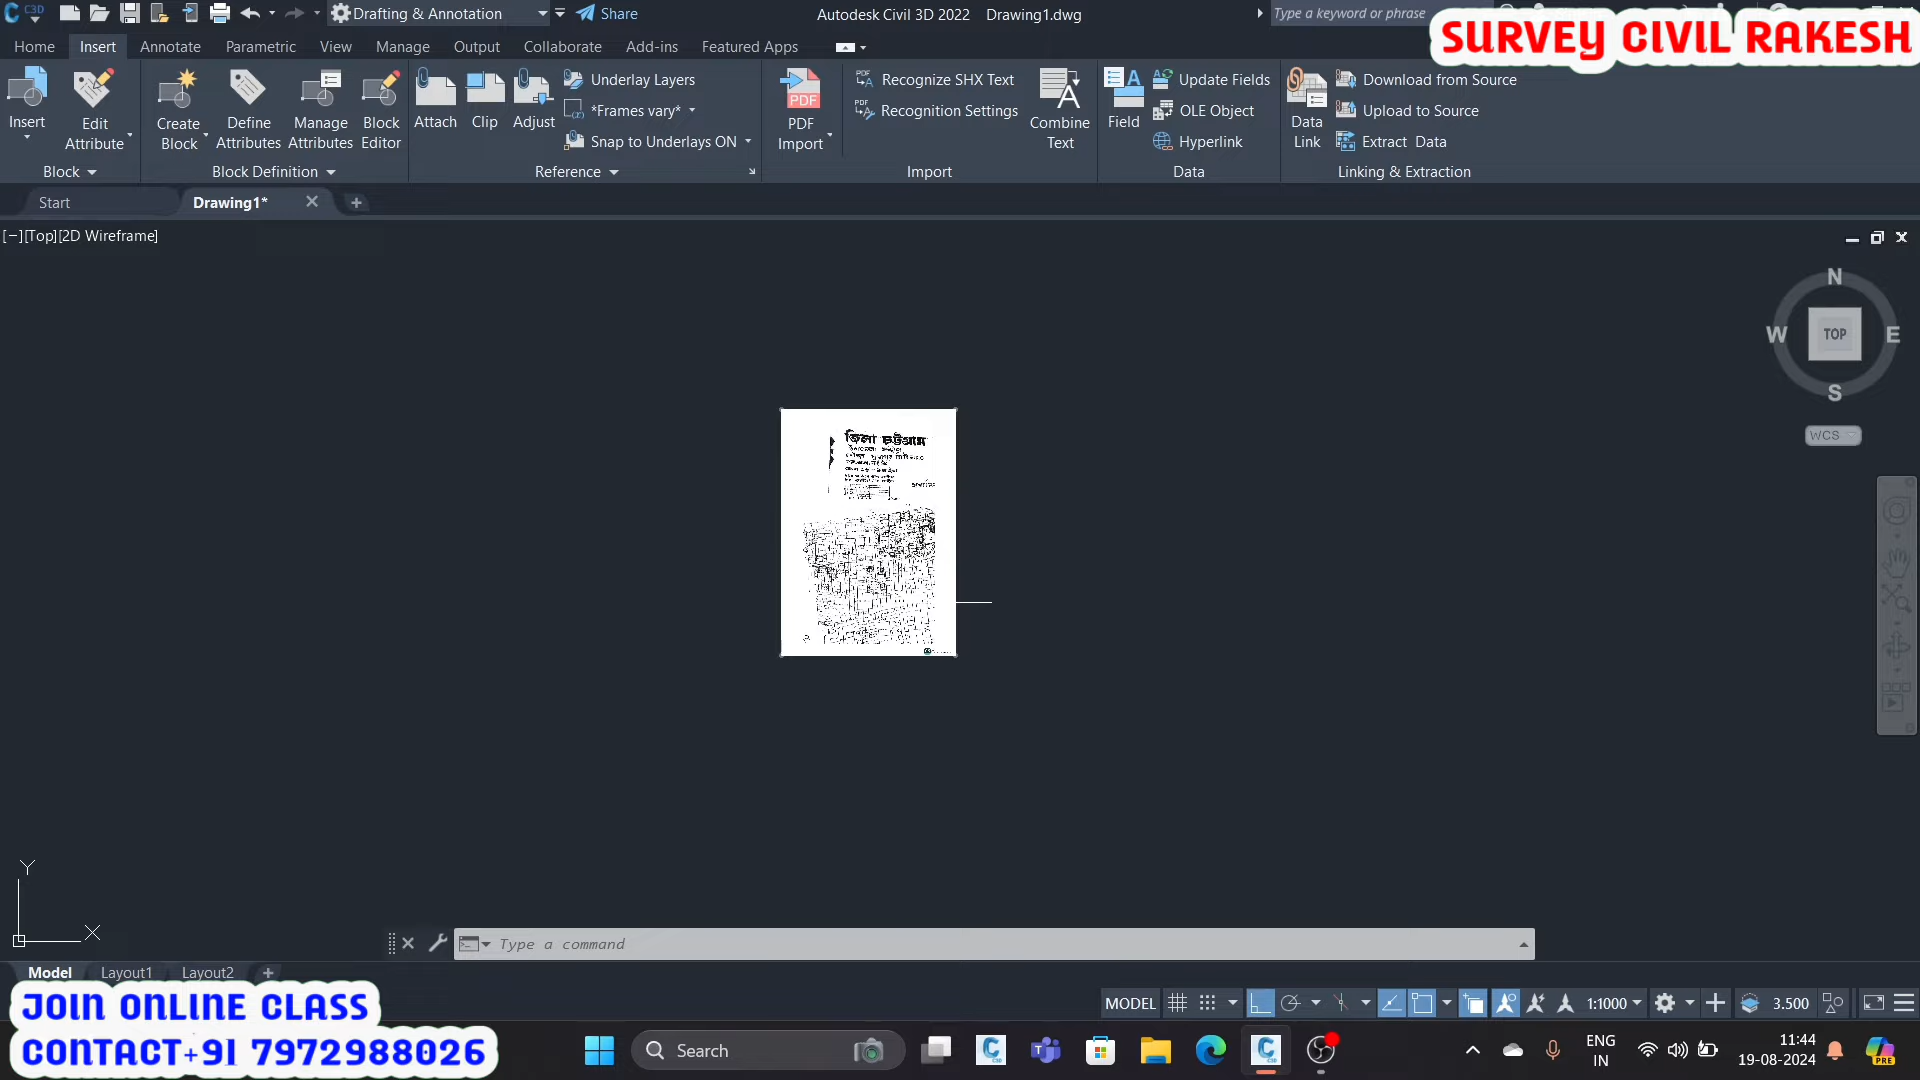 C3D
Drafting & Annotation
Share
Autodesk Civil 3D 2022 Drawing1.dwg
Type a keyword or phrase
SURVEY CIVIL RAKESH
Home Insert Annotate Parametric View Manage Output Collaborate Add-ins Featured Apps
Insert
Edit Attribute
Create Block
Define Attributes
Manage Attributes
Block Editor
Attach
Clip
Adjust
Underlay Layers
*Frames vary*
Snap to Underlays ON
PDF
PDF Import
Recognize SHX Text
Recognition Settings
Combine Text
Field
Update Fields
OLE Object
Hyperlink
Data Link
Download from Source
Upload to Source
Extract Data
Block
Block Definition
Reference
Import
Data
Linking & Extraction
Start
Drawing1*
[−][Top][2D Wireframe]
N
W TOP E
S
WCS
জিলা চট্টগ্রাম
Y
X
Type a command
Model Layout1 Layout2
MODEL
1:1000
3.500
JOIN ONLINE CLASS
CONTACT+91 7972988026
Search
ENG
IN
11:44
19-08-2024
PRE